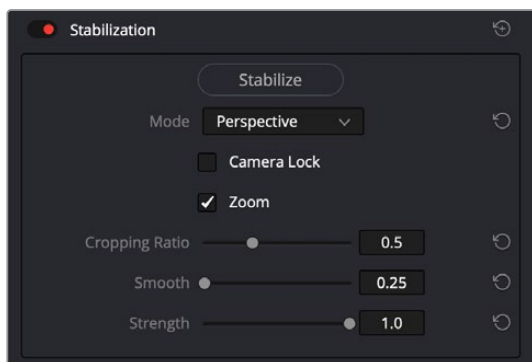 Stabilization
Stabilize
Mode Perspective
Camera Lock
Zoom
Cropping Ratio 0.5
Smooth 0.25
Strength 1.0